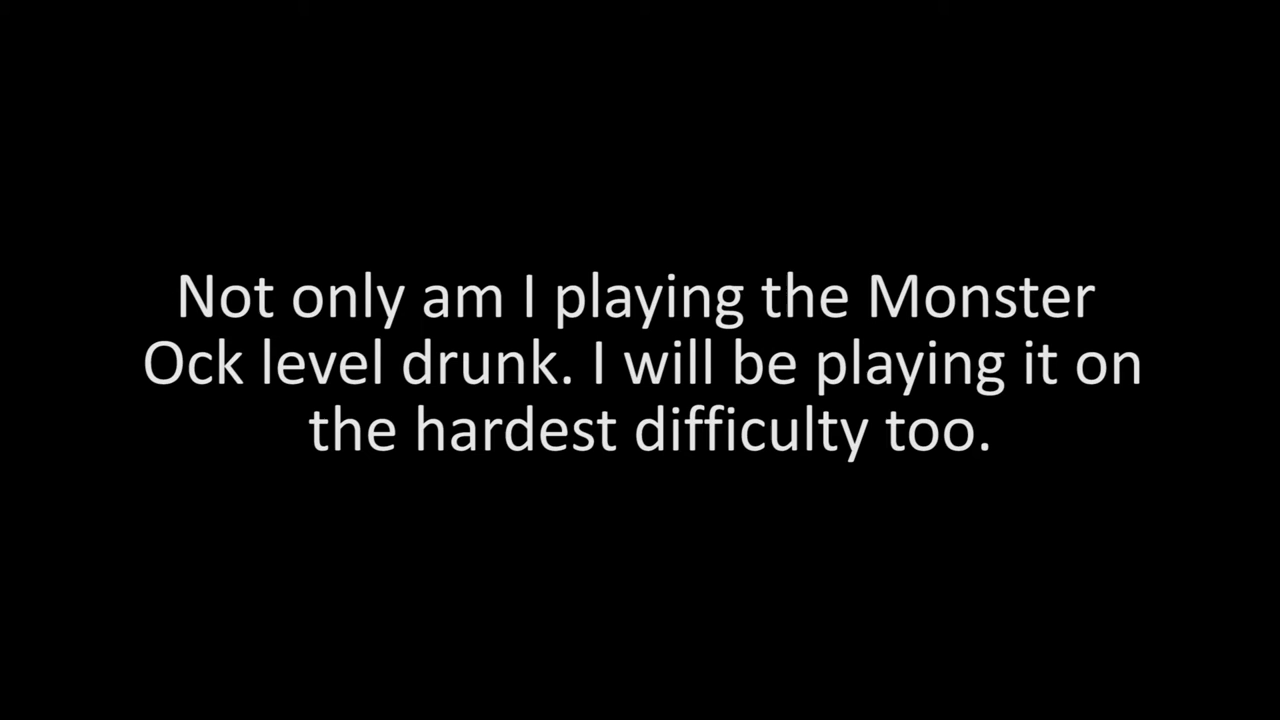 Not only am I playing the Monster
Ock level drunk. I will be playing it on
the hardest difficulty too.